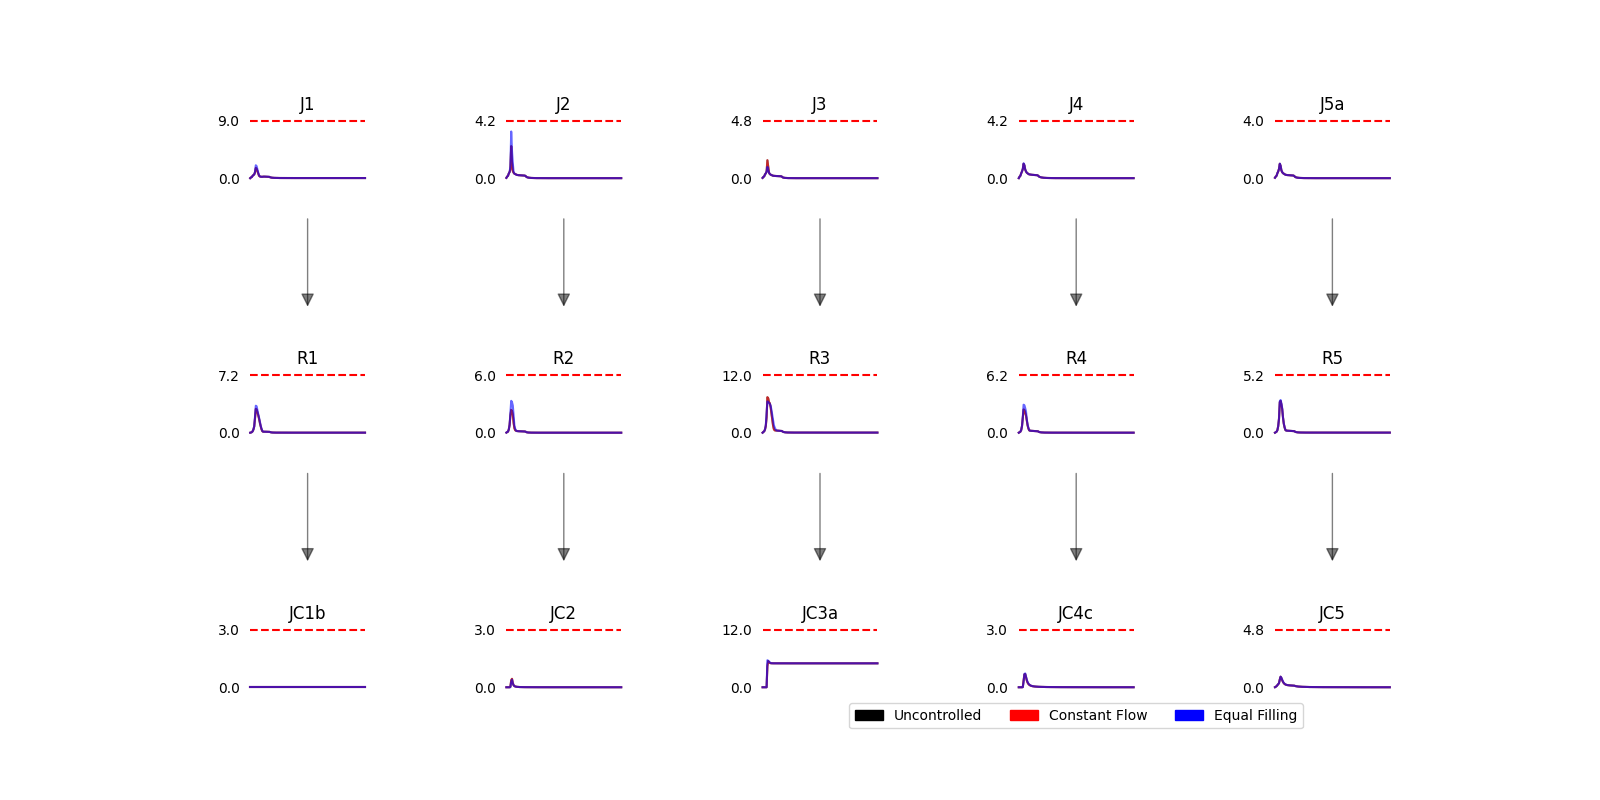 J1 J2 J3 J4 J5a
9.0 4.2 4.8 4.2 4.0
0.0 0.0 0.0 0.0 0.0
R1 R2 R3 R4 R5
7.2 6.0 12.0 6.2 5.2
0.0 0.0 0.0 0.0 0.0
JC1b JC2 JC3a JC4c JC5
3.0 3.0 12.0 3.0 4.8
0.0 0.0 0.0 0.0 0.0
Uncontrolled Constant Flow Equal Filling